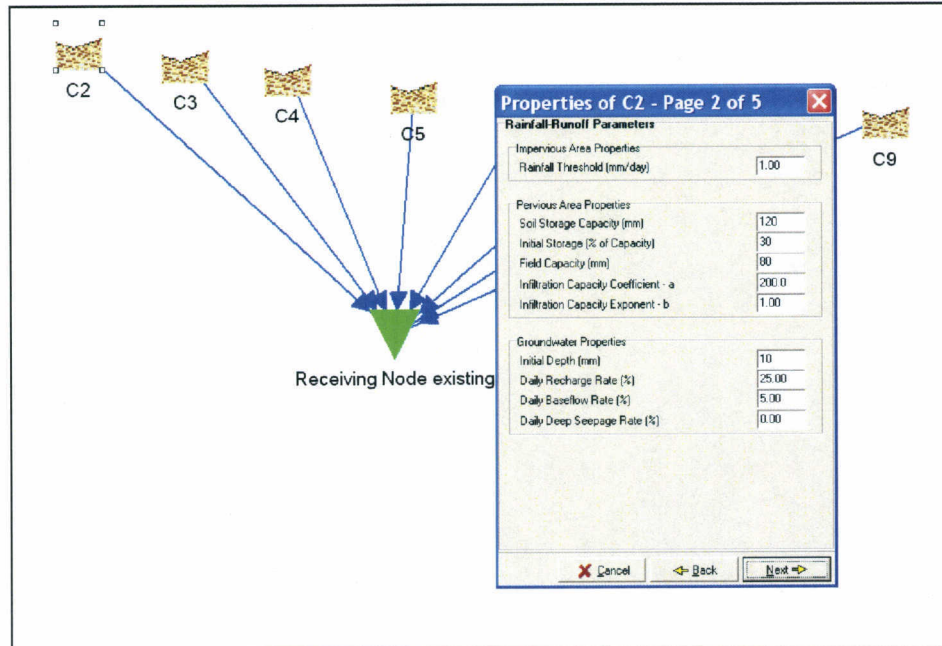 C2
C3
C4
C5
C9
Receiving Node existing
Properties of C2 - Page 2 of 5
Rainfall-Runoff Parameters
Impervious Area Properties
Rainfall Threshold (mm/day) 1.00
Pervious Area Properties
Soil Storage Capacity (mm) 120
Initial Storage (% of Capacity) 30
Field Capacity (mm) 80
Infiltration Capacity Coefficient - a 200.0
Infiltration Capacity Exponent - b 1.00
Groundwater Properties
Initial Depth (mm) 10
Daily Recharge Rate (%) 25.00
Daily Baseflow Rate (%) 5.00
Daily Deep Seepage Rate (%) 0.00
Cancel
Back
Next